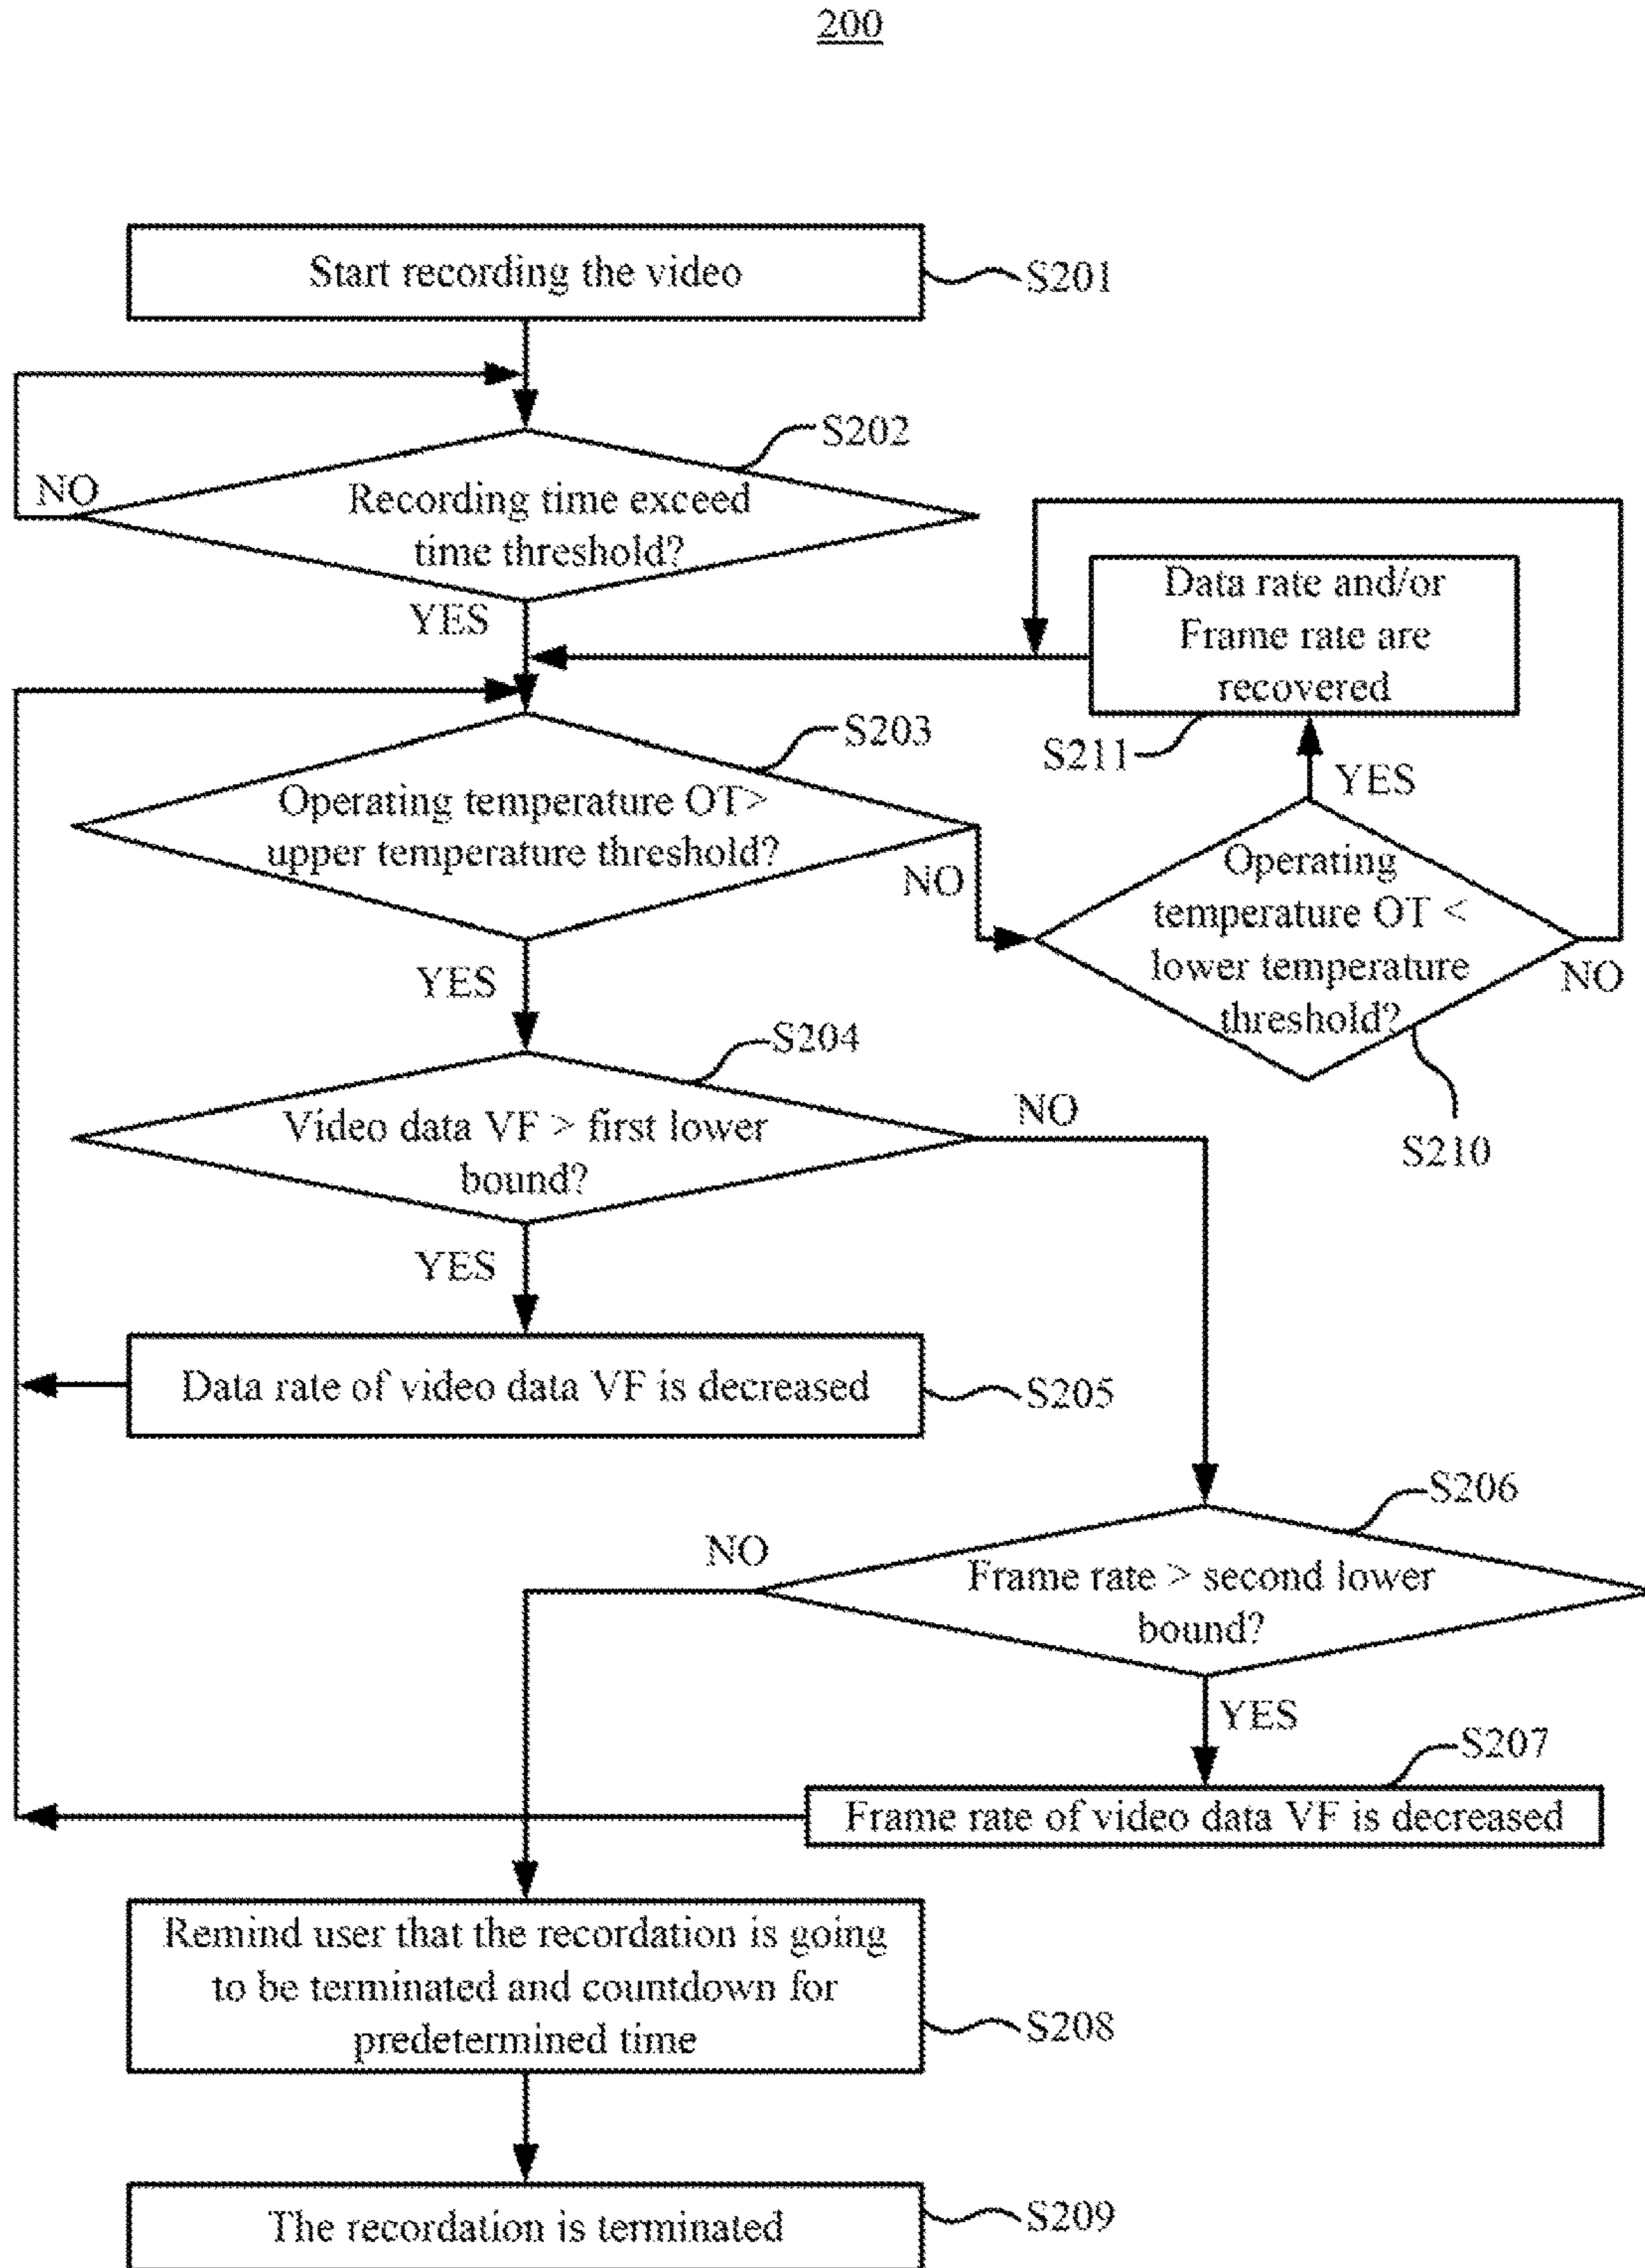 200
Start recording the video
S201
S202
NO
Recording time exceed
time threshold?
YES
Data rate and/or
Frame rate are
recovered
S211
YES
S203
Operating temperature OT>
upper temperature threshold?
NO
Operating
temperature OT <
lower temperature
threshold?
NO
S210
YES
S204
Video data VF > first lower
bound?
NO
YES
Data rate of video data VF is decreased
S205
S206
NO
Frame rate > second lower
bound?
YES
S207
Frame rate of video data VF is decreased
Remind user that the recordation is going
to be terminated and countdown for
predetermined time
S208
The recordation is terminated
S209